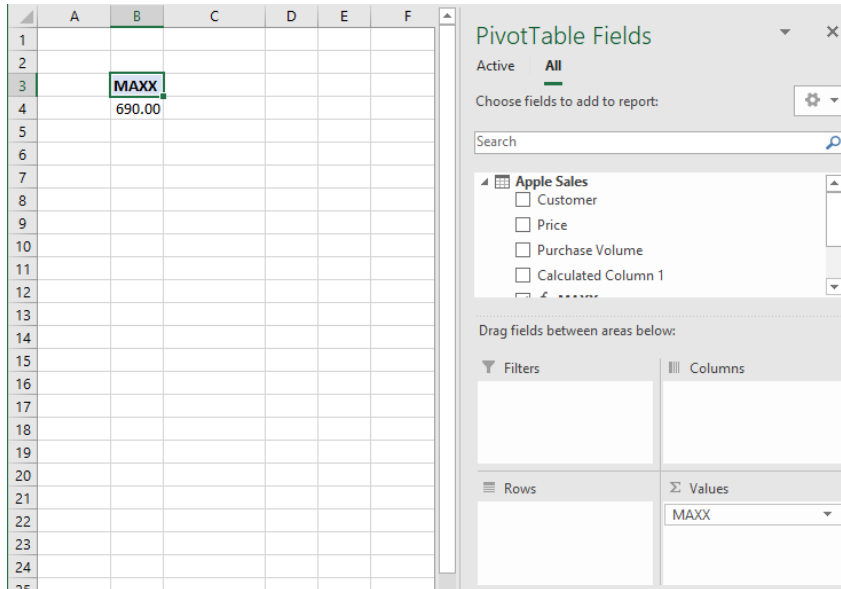 A B C D E F
1
2
3 MAXX
4 690.00
5
6
7
8
9
10
11
12
13
14
15
16
17
18
19
20
21
22
23
24
25
PivotTable Fields
Active All
Choose fields to add to report:
Search
Apple Sales
Customer
Price
Purchase Volume
Calculated Column 1
MAXX
Drag fields between areas below:
Filters
Columns
Rows
Σ Values
MAXX